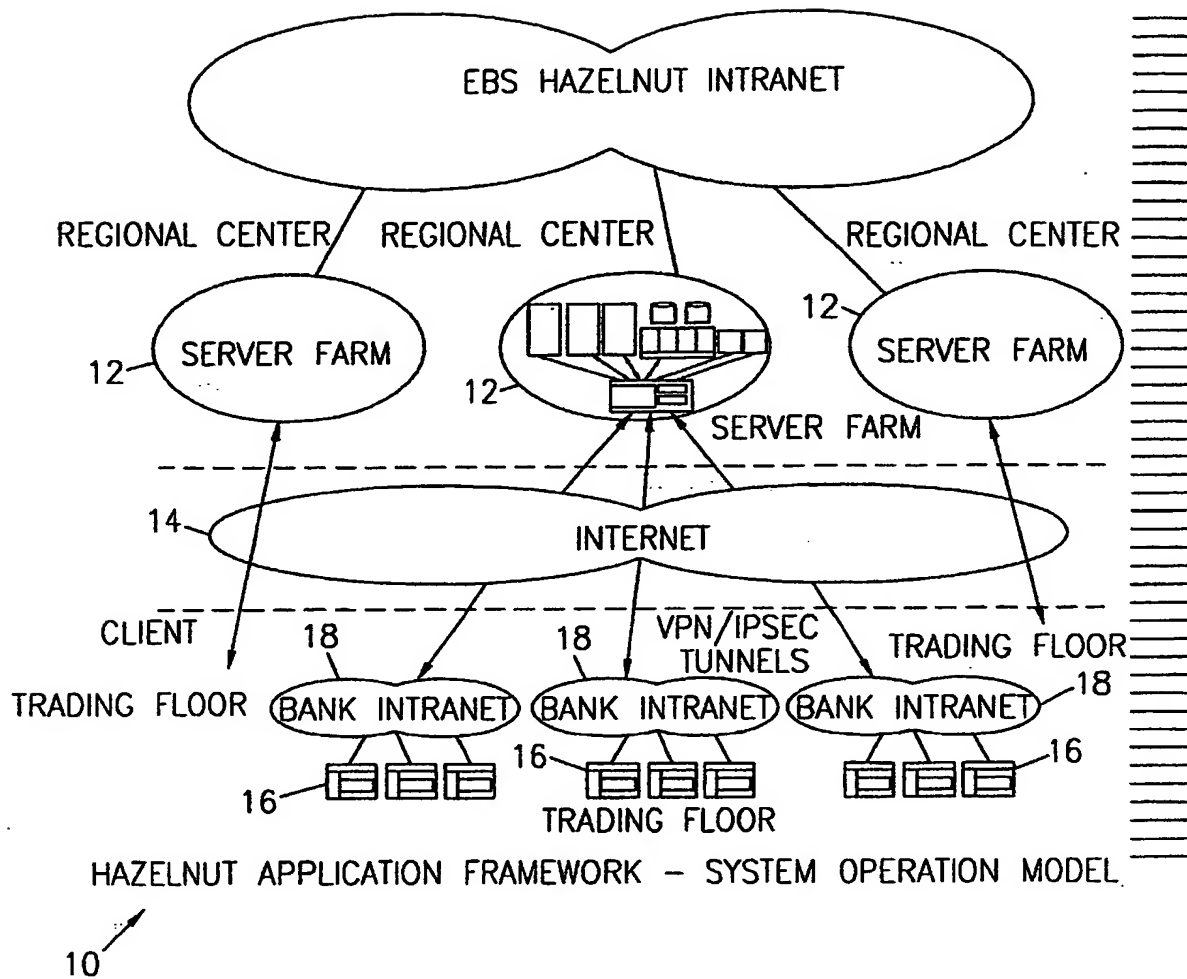 EBS HAZELNUT INTRANET
REGIONAL CENTER
REGIONAL CENTER
REGIONAL CENTER
12
SERVER FARM
12
12
SERVER FARM
SERVER FARM
14
INTERNET
CLIENT
18
18
VPN/IPSEC
TUNNELS
TRADING FLOOR
18
TRADING FLOOR
BANK INTRANET
BANK INTRANET
BANK INTRANET
16
16
16
TRADING FLOOR
HAZELNUT APPLICATION FRAMEWORK – SYSTEM OPERATION MODEL
10